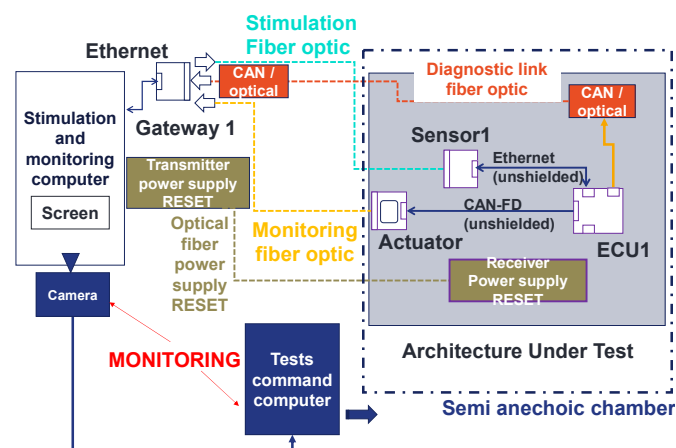 Stimulation
Fiber optic
Ethernet
CAN /
optical
Gateway 1
Stimulation
and
monitoring
computer
Screen
Transmitter
power supply
RESET
Optical
fiber
power
supply
RESET
Monitoring
fiber optic
Camera
MONITORING
Tests
command
computer
Diagnostic link
fiber optic
CAN /
optical
Sensor1
Ethernet
(unshielded)
CAN-FD
(unshielded)
Actuator
ECU1
Receiver
Power supply
RESET
Architecture Under Test
Semi anechoic chamber